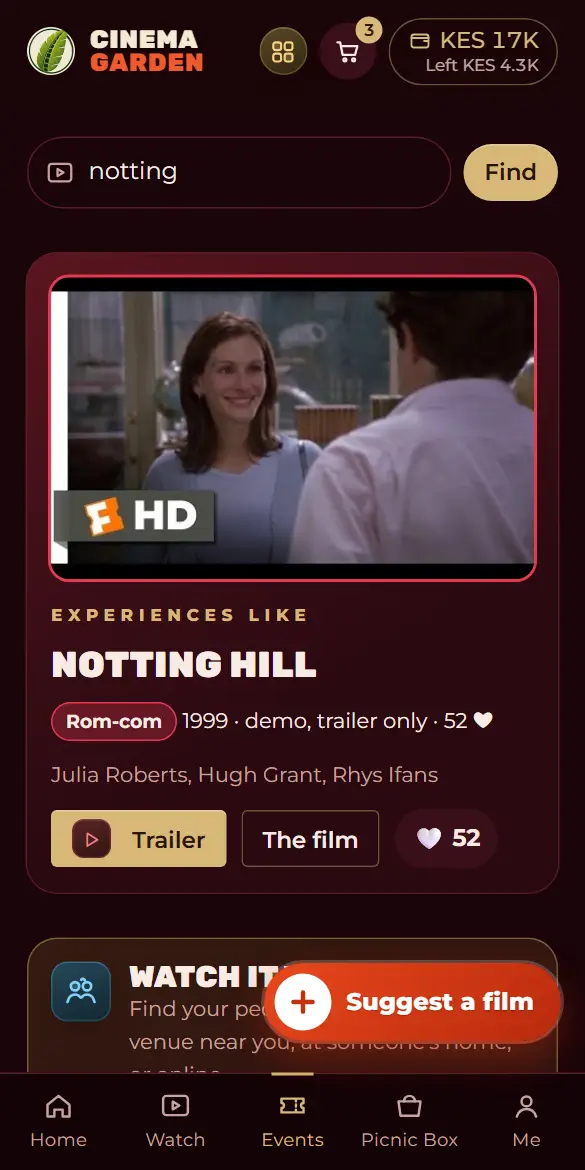 CINEMA
GARDEN
3
KES 17K
Left KES 4.3K
notting
Find
HD
EXPERIENCES LIKE
NOTTING HILL
Rom-com 1999 · demo, trailer only · 52
Julia Roberts, Hugh Grant, Rhys Ifans
Trailer
The film
52
WATCH IT
Find your
venue near you, at someone's home,
or online
Suggest a film
Home
Watch
Events
Picnic Box
Me